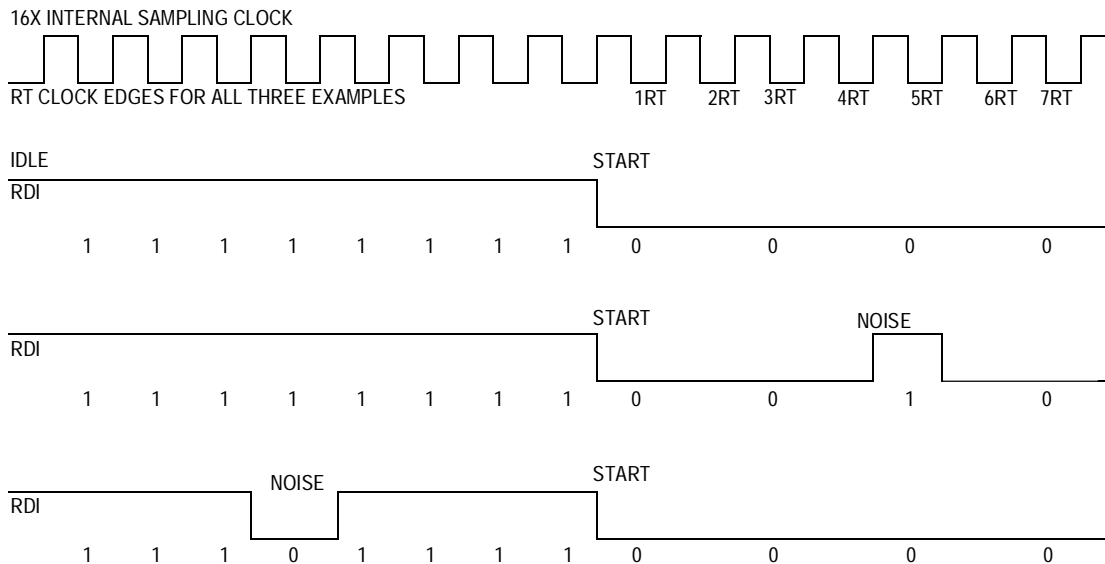 16X INTERNAL SAMPLING CLOCK
RT CLOCK EDGES FOR ALL THREE EXAMPLES 1RT 2RT 3RT 4RT 5RT 6RT 7RT
IDLE START
RDI
1 1 1 1 1 1 1 1 0 0 0 0
START NOISE
RDI
1 1 1 1 1 1 1 1 0 0 1 0
NOISE START
RDI
1 1 1 0 1 1 1 1 0 0 0 0